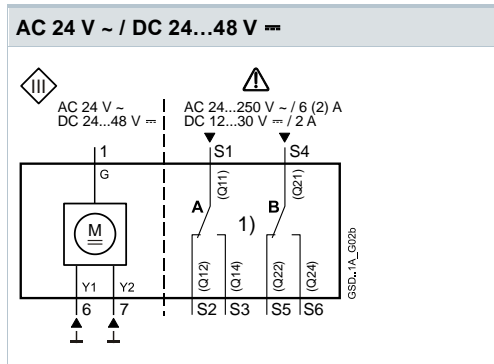 AC 24 V ~ / DC 24...48 V ⎓
III
AC 24 V ~ AC 24...250 V ~ / 6 (2) A
DC 24...48 V ⎓ DC 12...30 V ⎓ / 2 A
1 S1 S4
G (Q11) (Q21)
A B
1)
M
(Q12) (Q14) (Q22) (Q24)
Y1 Y2
6 7 S2 S3 S5 S6
⊥ ⊥
GSD..1A_G02b